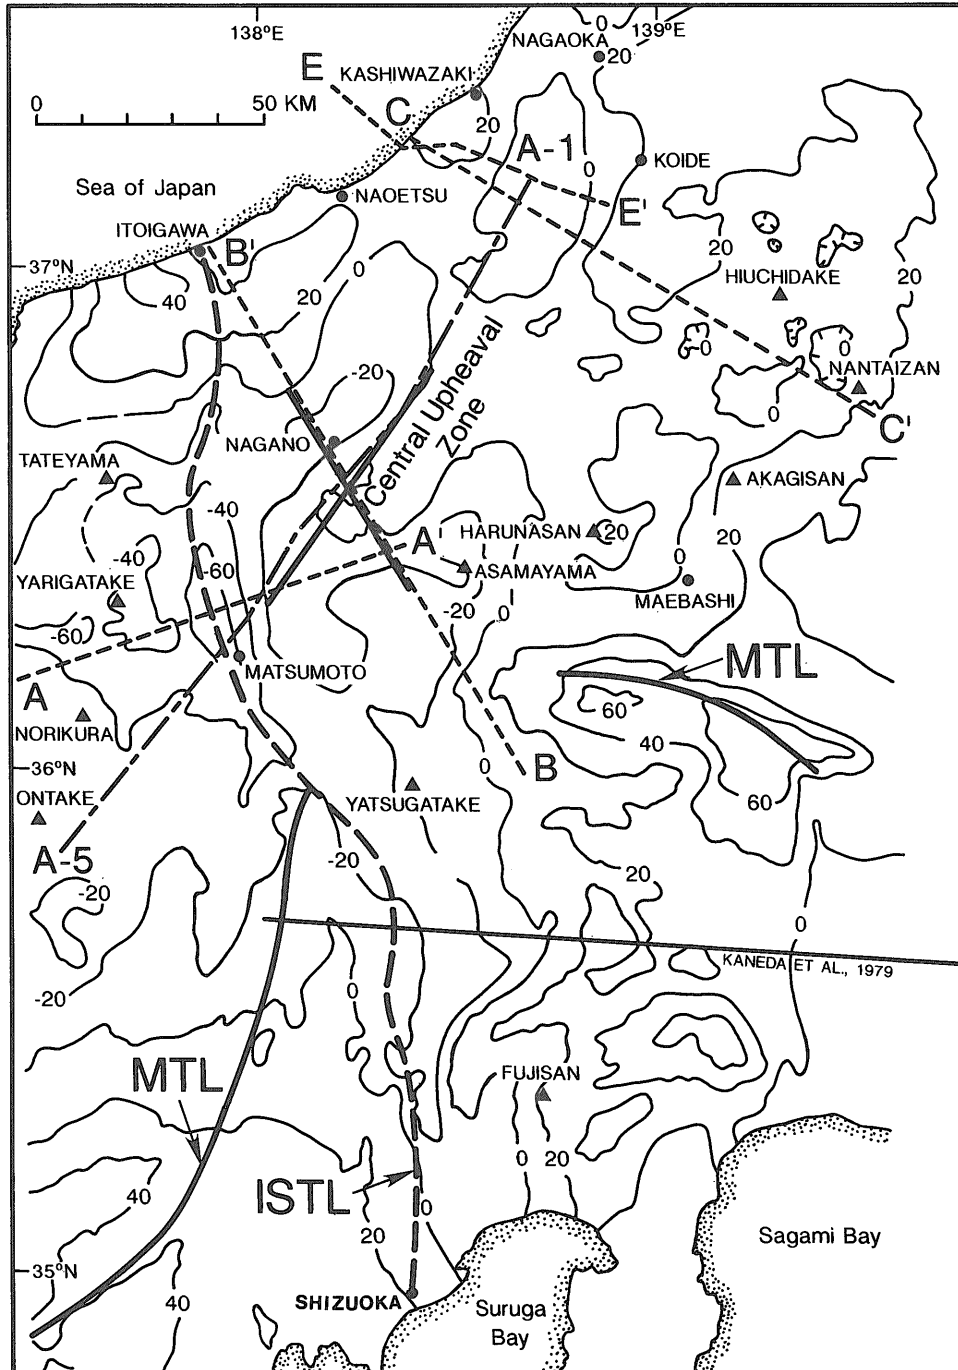 138°E
139°E
0
NAGAOKA
20
E
KASHIWAZAKI
0
50 KM
C
20
A-1
0
KOIDE
Sea of Japan
NAOETSU
E'
ITOIGAWA
B'
20
37°N
0
20
HIUCHIDAKE
40
20
0
0
NANTAIZAN
-20
0
C'
Central Upheaval
Zone
NAGANO
TATEYAMA
AKAGISAN
-40
HARUNASAN
20
20
A'
-40
ASAMAYAMA
0
YARIGATAKE
-60
MAEBASHI
-20
0
-60
MTL
MATSUMOTO
A
60
NORIKURA
40
0
B
36°N
ONTAKE
YATSUGATAKE
60
A-5
-20
20
-20
0
KANEDA ET AL., 1979
-20
0
MTL
FUJISAN
0
20
ISTL
40
0
20
Sagami Bay
35°N
40
SHIZUOKA
Suruga
Bay